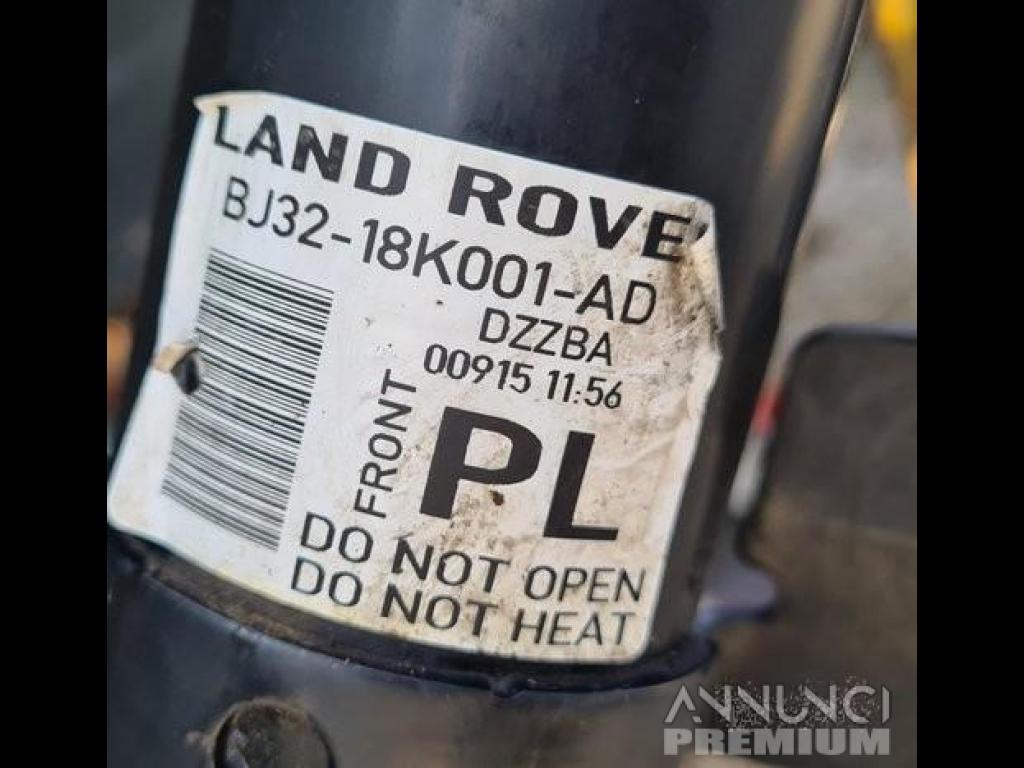 LAND ROVE
BJ32-18K001-AD
DZZBA
00915 11:56
FRONT
PL
DO NOT OPEN
DO NOT HEAT
ANNUNCI
PREMIUM